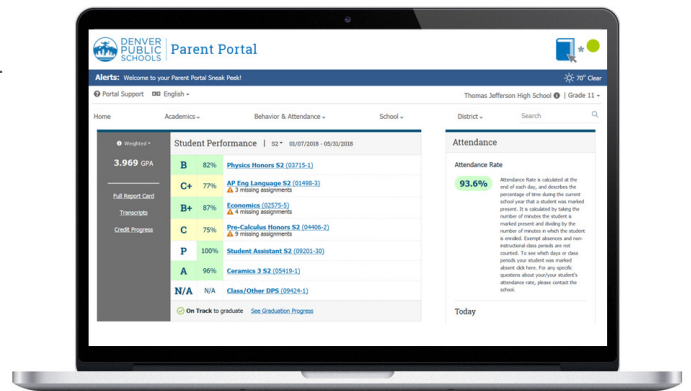 DENVER
PUBLIC
SCHOOLS
Parent Portal
Alerts: Welcome to your Parent Portal Sneak Peek!
70° Clear
Portal Support English
Thomas Jefferson High School | Grade 11
Home Academics Behavior & Attendance School District Search
Weighted
3.969 GPA
Full Report Card
Transcripts
Credit Progress
Student Performance | S2 01/07/2018 - 05/31/2018
B 82% Physics Honors S2 (03715-1)
C+ 77% AP Eng Language S2 (01498-3)
3 missing assignments
B+ 87% Economics (02575-5)
4 missing assignments
C 75% Pre-Calculus Honors S2 (04406-2)
9 missing assignments
P 100% Student Assistant S2 (09201-30)
A 96% Ceramics 3 S2 (05419-1)
N/A N/A Class/Other DPS (09424-1)
On Track to graduate See Graduation Progress
Attendance
Attendance Rate
93.6%
Attendance Rate is calculated at the
end of each day, and describes the
percentage of time during the current
school year that a student was marked
present. It is calculated by taking the
number of minutes the student is
marked present and dividing by the
number of minutes in which the student
is enrolled. Exempt absences and non-
instructional class periods are not
counted. To see which days or class
periods your student was marked
absent click here. For any specific
questions about your/your student's
attendance rate, please contact the
school.
Today